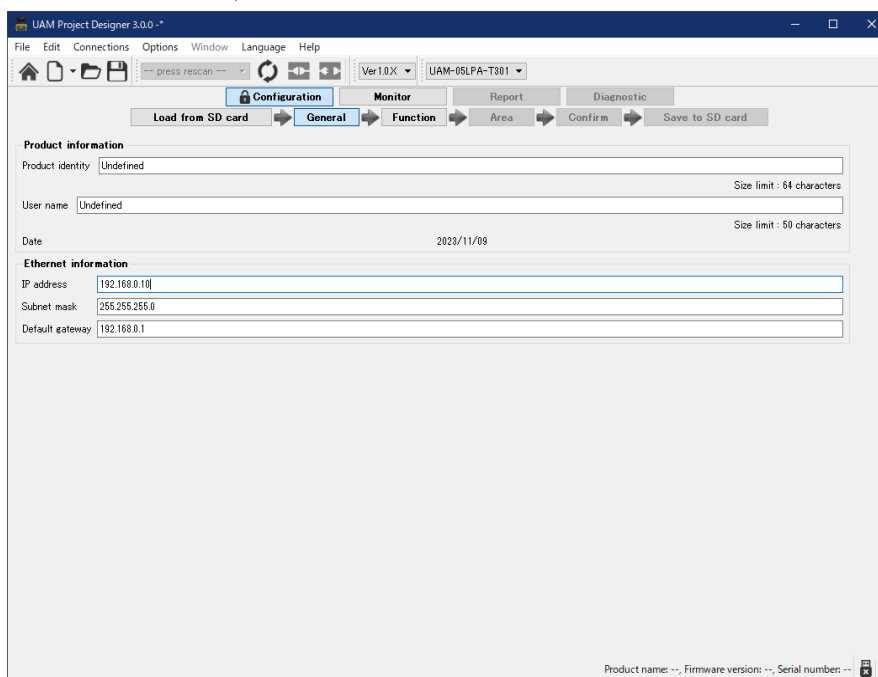 UAM Project Designer 3.0.0 -*
File Edit Connections Options Window Language Help
-- press rescan -- Ver1.0X UAM-05LPA-T301
Configuration Monitor Report Diagnostic
Load from SD card General Function Area Confirm Save to SD card
Product information
Product identity Undefined
Size limit : 64 characters
User name Undefined
Size limit : 50 characters
Date 2023/11/09
Ethernet information
IP address 192.168.0.10
Subnet mask 255.255.255.0
Default gateway 192.168.0.1
Product name: --, Firmware version: --, Serial number: --